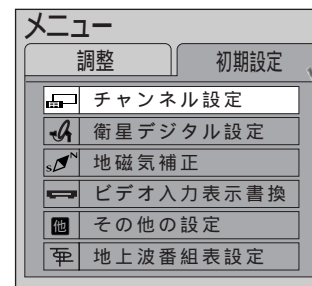 メニュー
調整 初期設定
チャンネル設定
衛星デジタル設定
S N 地磁気補正
ビデオ入力表示書換
他 その他の設定
地上波番組表設定